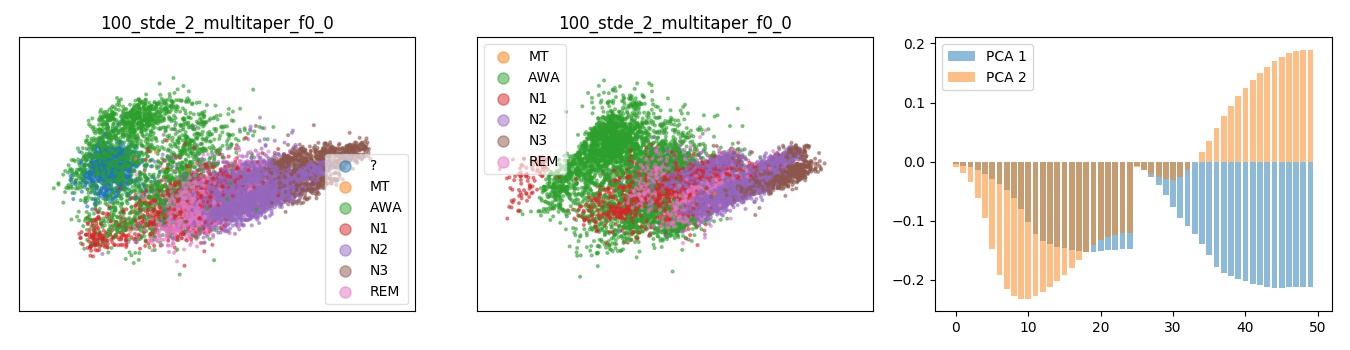 100_stde_2_multitaper_f0_0
?
MT
AWA
N1
N2
N3
REM
100_stde_2_multitaper_f0_0
MT
AWA
N1
N2
N3
REM
PCA 1
PCA 2
0.2
0.1
0.0
−0.1
−0.2
0 10 20 30 40 50